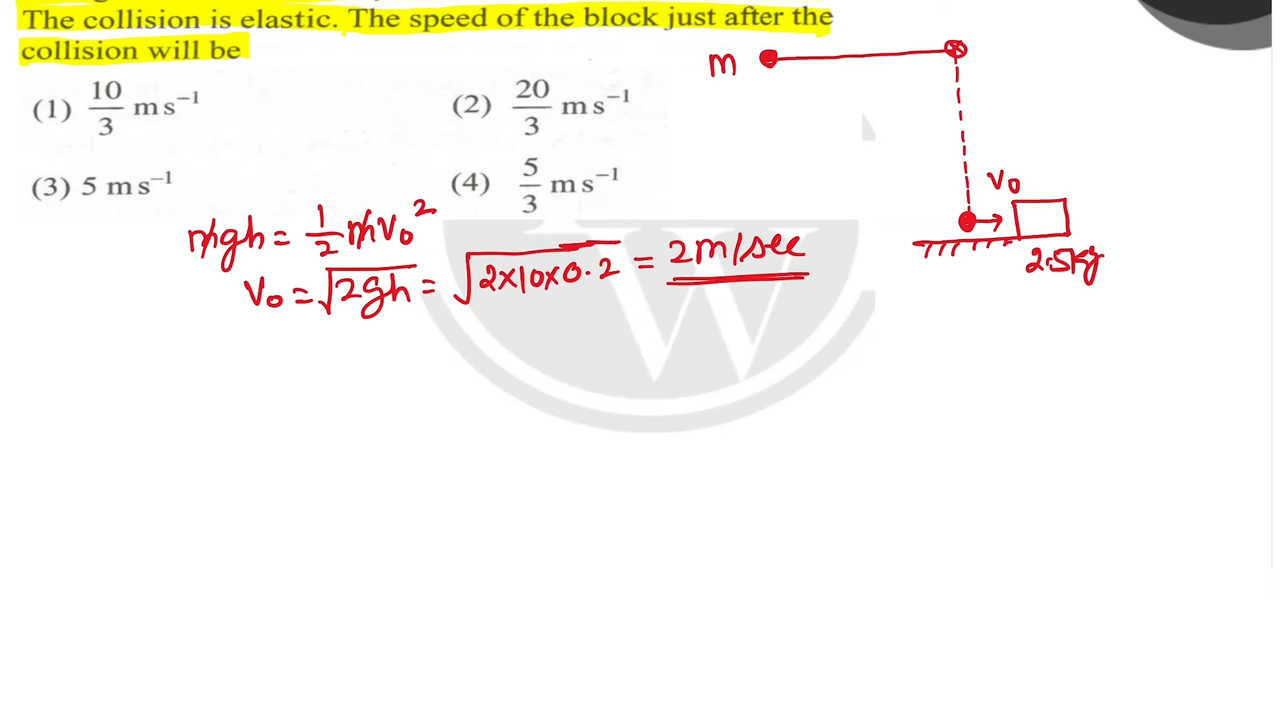 The collision is elastic. The speed of the block just after the
collision will be
(1) 10/3 m s⁻¹
(2) 20/3 m s⁻¹
(3) 5 m s⁻¹
(4) 5/3 m s⁻¹
m
V₀
2.5kg
mgh = 1/2 mv₀²
V₀ = √2gh = √2×10×0.2 = 2m/sec
W